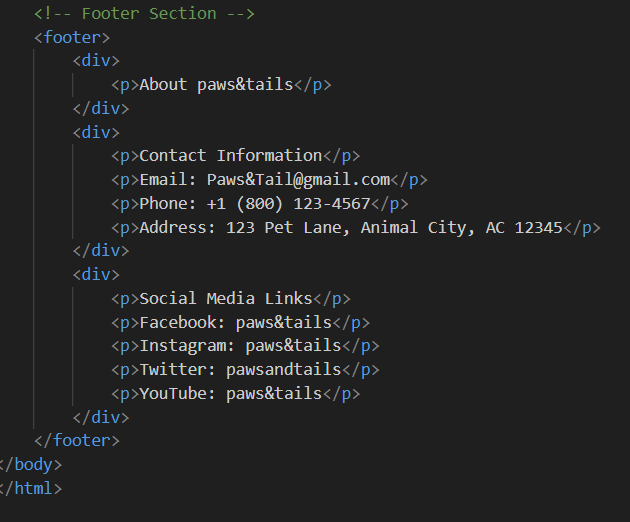 <!-- Footer Section -->
<footer>
<div>
<p>About paws&tails</p>
</div>
<div>
<p>Contact Information</p>
<p>Email: Paws&Tail@gmail.com</p>
<p>Phone: +1 (800) 123-4567</p>
<p>Address: 123 Pet Lane, Animal City, AC 12345</p>
</div>
<div>
<p>Social Media Links</p>
<p>Facebook: paws&tails</p>
<p>Instagram: paws&tails</p>
<p>Twitter: pawsandtails</p>
<p>YouTube: paws&tails</p>
</div>
</footer>
</body>
</html>